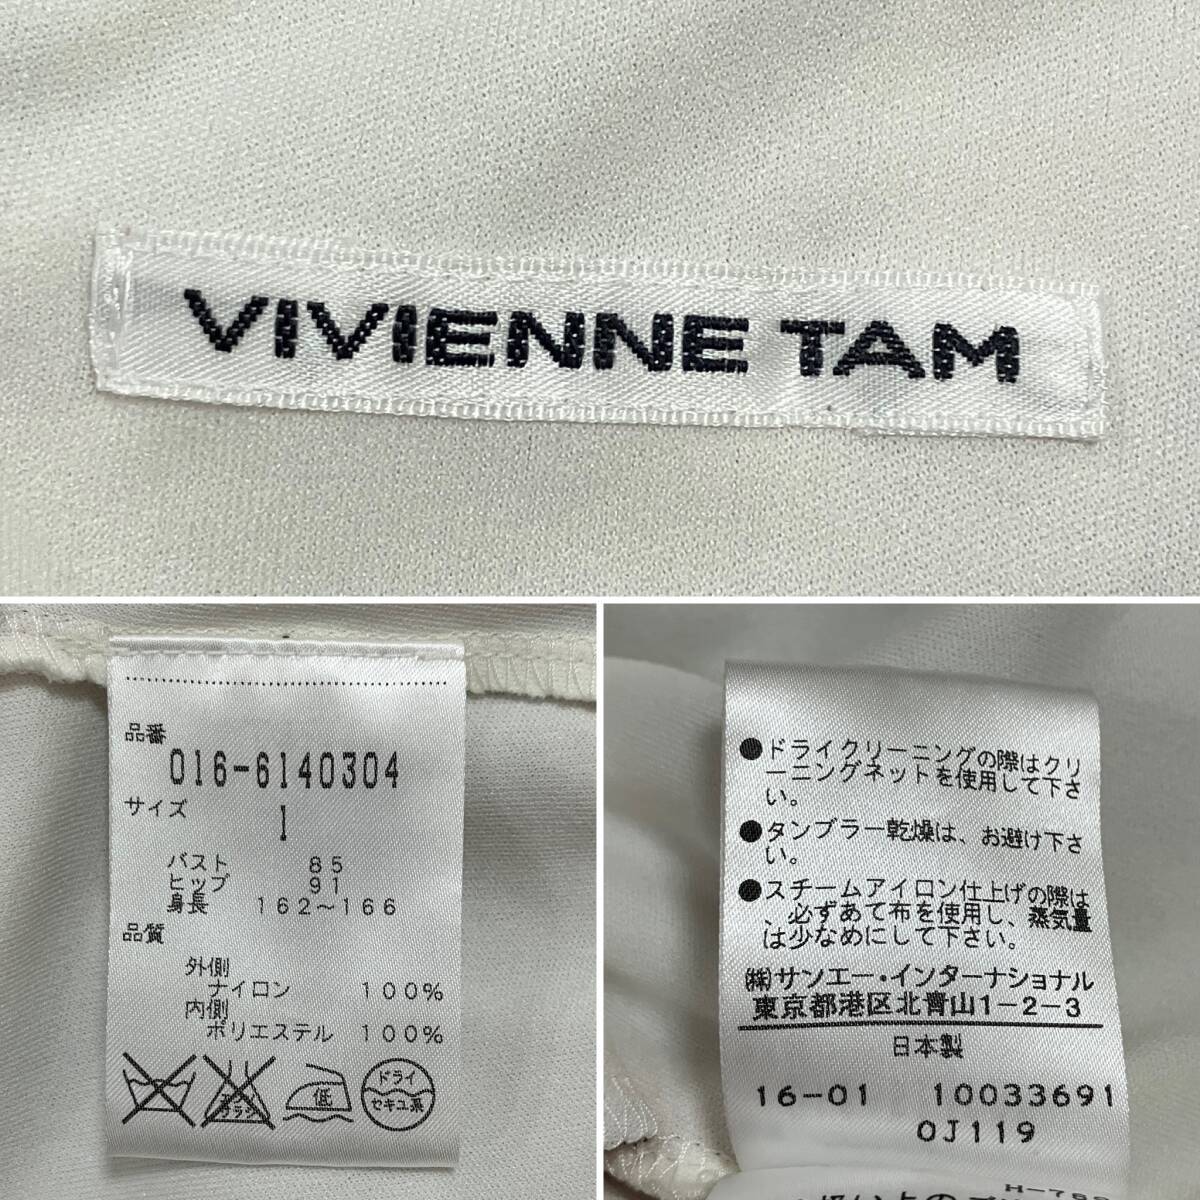 VIVIENNE TAM
品番
016-6140304
サイズ
1
バスト 85
ヒップ 91
身長 162～166
品質
外側
ナイロン 100%
内側
ポリエステル 100%
エンソ
サラシ
低
ドライ
セキユ系
●ドライクリーニングの際はクリ
ーニングネットを使用して下さ
い。
●タンブラー乾燥は、お避け下さ
い。
●スチームアイロン仕上げの際は
、必ずあて布を使用し、蒸気量
は少なめにして下さい。
㈱サンエー・インターナショナル
東京都港区北青山1-2-3
日本製
16-01 10033691
0J119